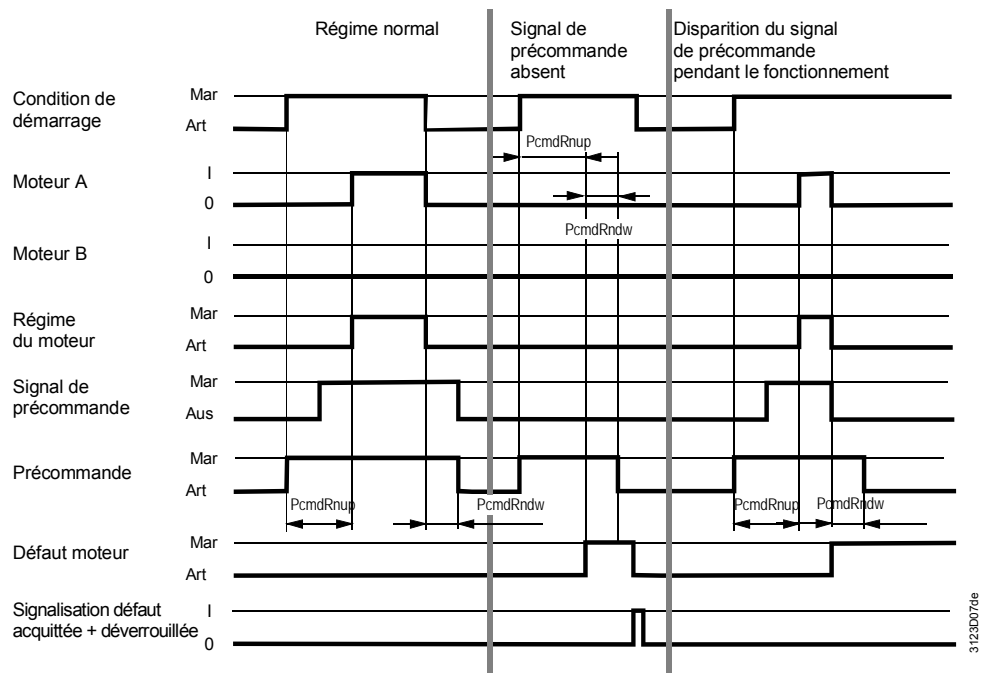 Régime normal
Signal de
précommande
absent
Disparition du signal
de précommande
pendant le fonctionnement
Condition de
démarrage
Mar
Art
PcmdRnup
Moteur A
I
0
PcmdRndw
Moteur B
I
0
Régime
du moteur
Mar
Art
Signal de
précommande
Mar
Aus
Précommande
Mar
Art
PcmdRnup
PcmdRndw
PcmdRnup
PcmdRndw
Défaut moteur
Mar
Art
Signalisation défaut
acquittée + déverrouillée
I
0
3123D07de